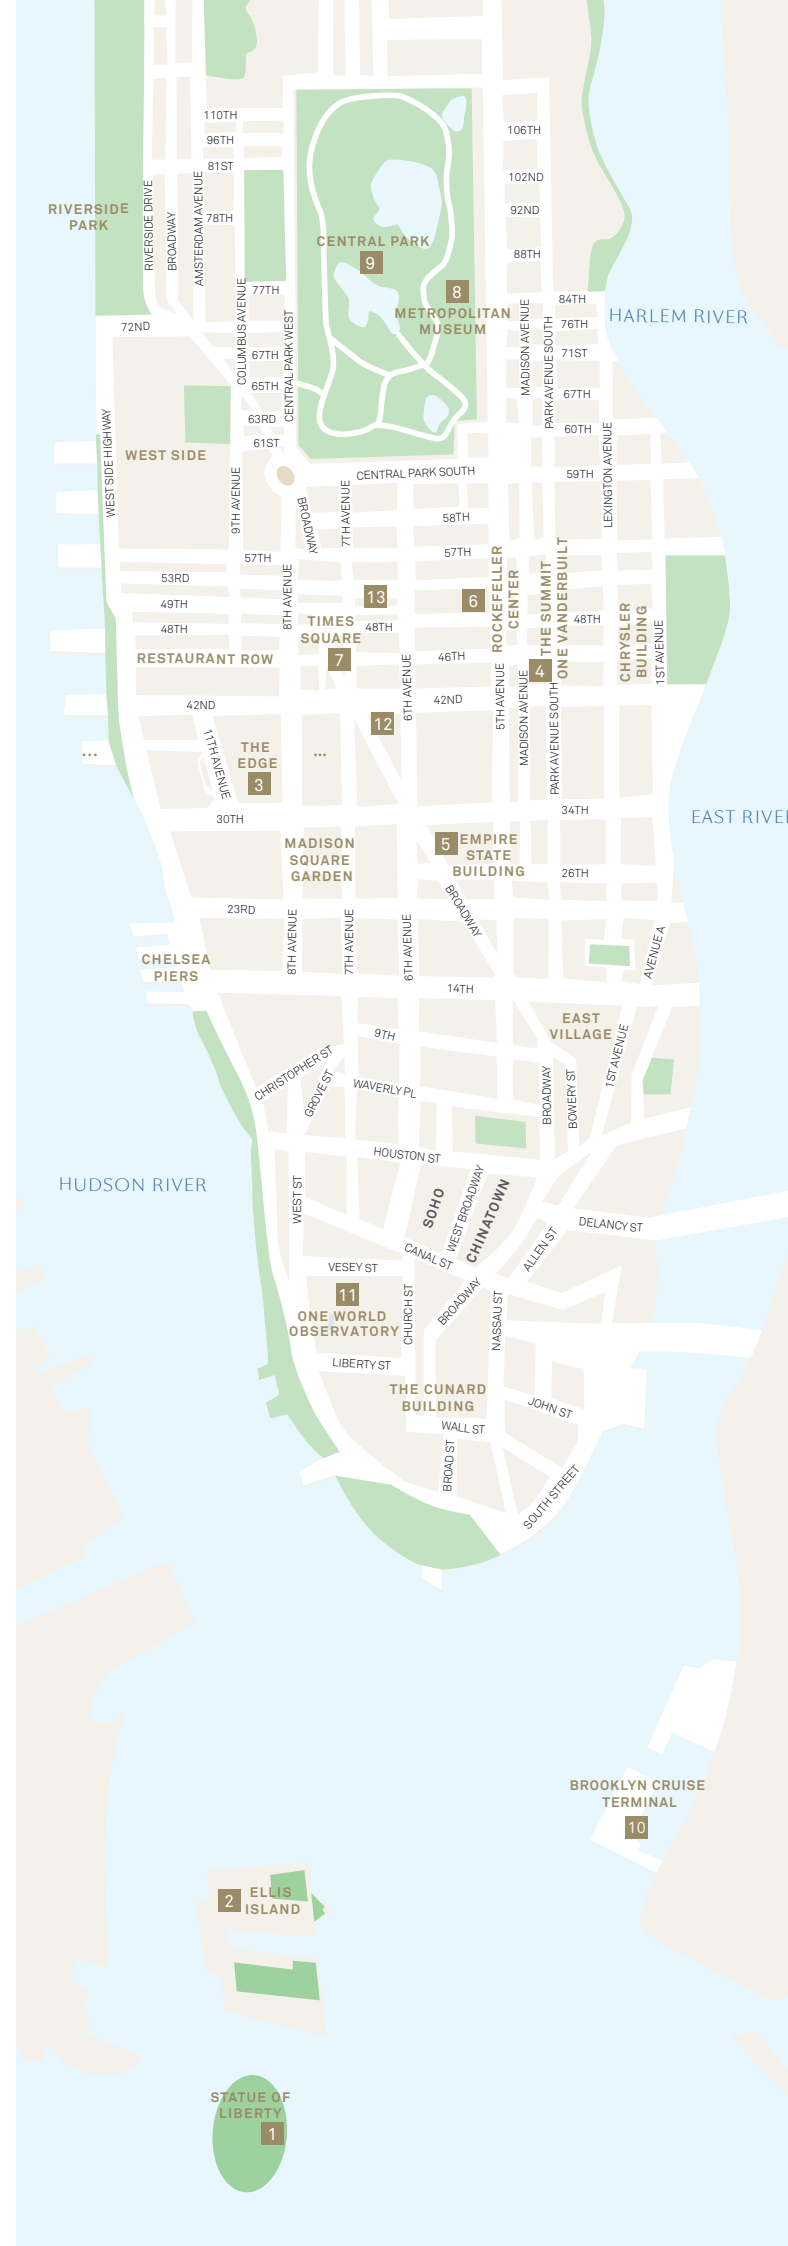 110TH
96TH
81ST
106TH
102ND
RIVERSIDE
PARK
RIVERSIDE DRIVE
BROADWAY
AMSTERDAM AVENUE
78TH
92ND
CENTRAL PARK
9
88TH
77TH
8
METROPOLITAN
MUSEUM
84TH
76TH
HARLEM RIVER
72ND
COLUMBUS AVENUE
CENTRAL PARK WEST
67TH
65TH
63RD
61ST
MADISON AVENUE
PARK AVENUE SOUTH
71ST
67TH
60TH
WEST SIDE HIGHWAY
WEST SIDE
9TH AVENUE
BROADWAY
7TH AVENUE
CENTRAL PARK SOUTH
59TH
LEXINGTON AVENUE
58TH
57TH
57TH
53RD
49TH
48TH
8TH AVENUE
13
6
ROCKEFELLER
CENTER
THE SUMMIT
ONE VANDERBUILT
48TH
CHRYSLER
BUILDING
1ST AVENUE
TIMES
SQUARE
48TH
7
RESTAURANT ROW
46TH
4
42ND
6TH AVENUE
42ND
5TH AVENUE
MADISON AVENUE
PARK AVENUE SOUTH
12
...
11TH AVENUE
THE
EDGE
3
...
30TH
34TH
EAST RIVE
MADISON
SQUARE
GARDEN
5
EMPIRE
STATE
BUILDING
26TH
23RD
8TH AVENUE
7TH AVENUE
6TH AVENUE
BROADWAY
AVENUE A
CHELSEA
PIERS
14TH
EAST
VILLAGE
9TH
CHRISTOPHER ST
GROVE ST
WAVERLY PL
BROADWAY
BOWERY ST
1ST AVENUE
HOUSTON ST
HUDSON RIVER
WEST ST
SOHO
WEST BROADWAY
CHINATOWN
DELANCY ST
CANAL ST
ALLEN ST
VESEY ST
11
ONE WORLD
OBSERVATORY
CHURCH ST
BROADWAY
NASSAU ST
LIBERTY ST
THE CUNARD
BUILDING
JOHN ST
WALL ST
BROAD ST
SOUTH STREET
BROOKLYN CRUISE
TERMINAL
10
2
ELLIS
ISLAND
STATUE OF
LIBERTY
1